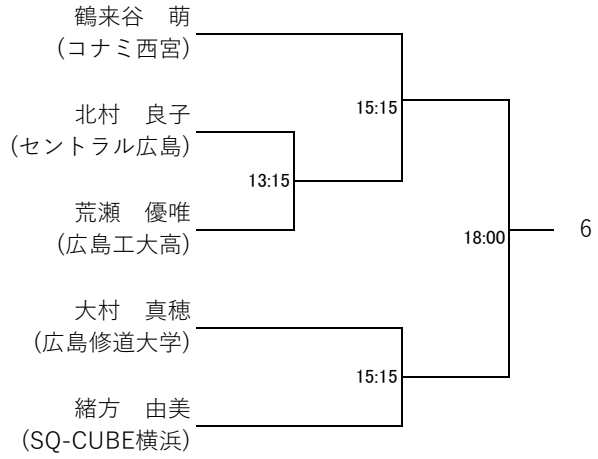 鶴来谷　萌
(コナミ西宮)
15:15
北村　良子
(セントラル広島)
13:15
荒瀬　優唯
(広島工大高)
18:00
6
大村　真穂
(広島修道大学)
15:15
緒方　由美
(SQ-CUBE横浜)